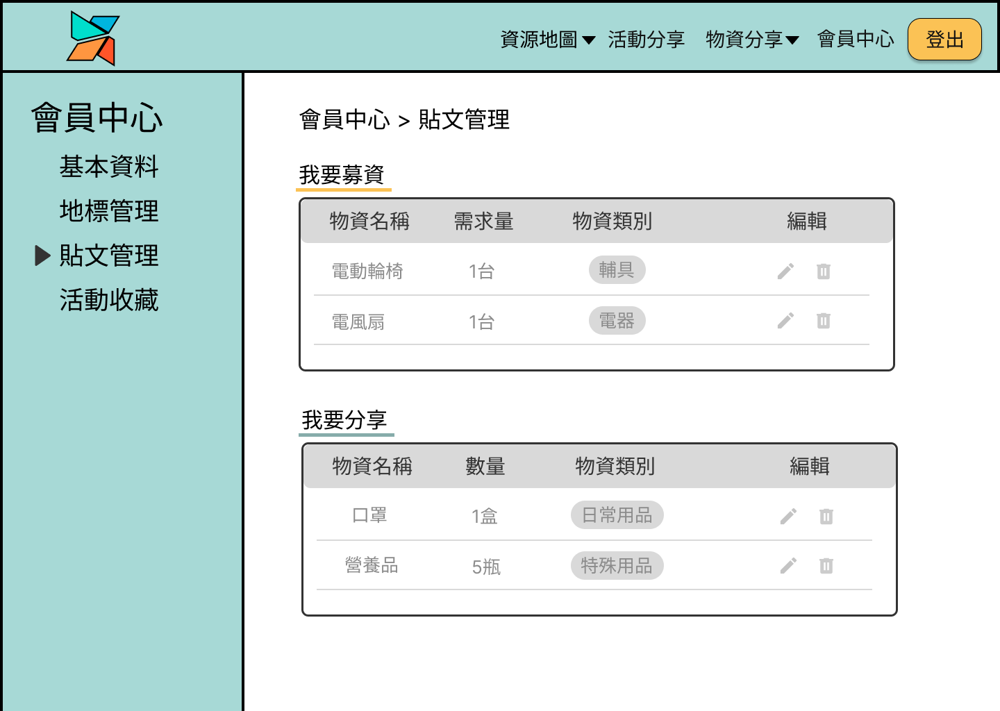 資源地圖 活動分享 物資分享 會員中心 登出
會員中心
基本資料
地標管理
貼文管理
活動收藏
會員中心 > 貼文管理
我要募資
物資名稱 需求量 物資類別 編輯
電動輪椅 1台 輔具
電風扇 1台 電器
我要分享
物資名稱 數量 物資類別 編輯
口罩 1盒 日常用品
營養品 5瓶 特殊用品